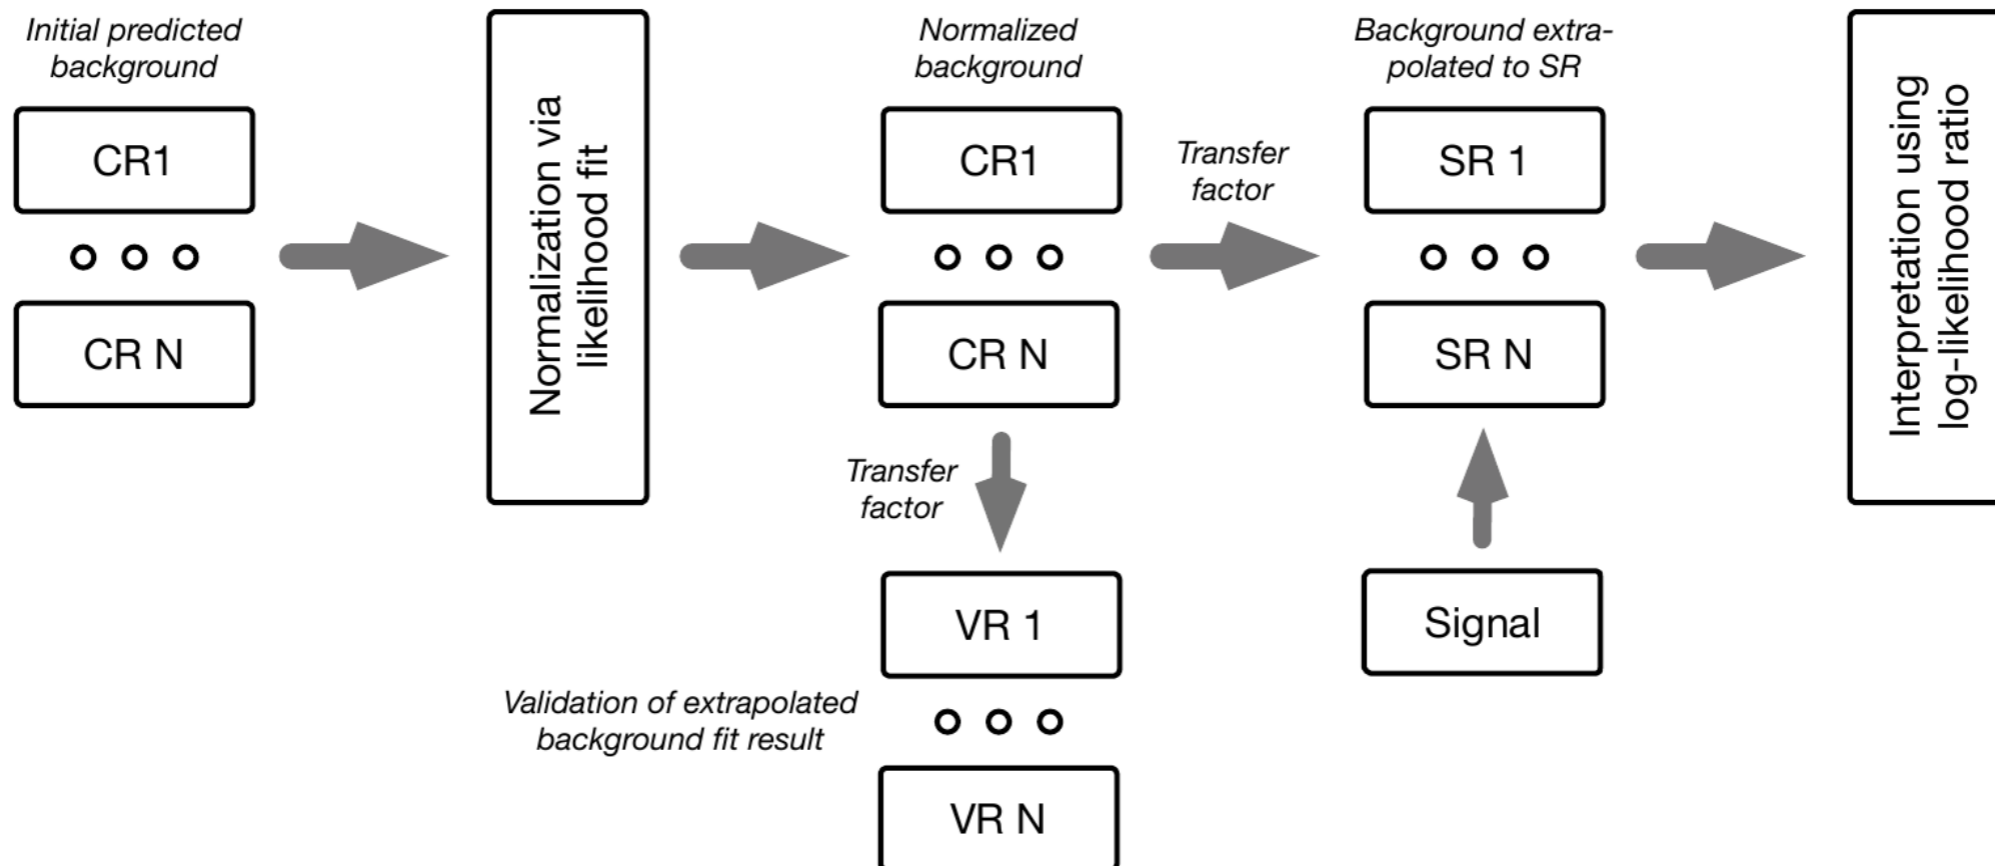 Initial predicted
background
CR1
CR N
Normalization via
likelihood fit
Normalized
background
CR1
CR N
Transfer
factor
Transfer
factor
VR 1
VR N
Validation of extrapolated
background fit result
Background extra-
polated to SR
SR 1
SR N
Signal
Interpretation using
log-likelihood ratio